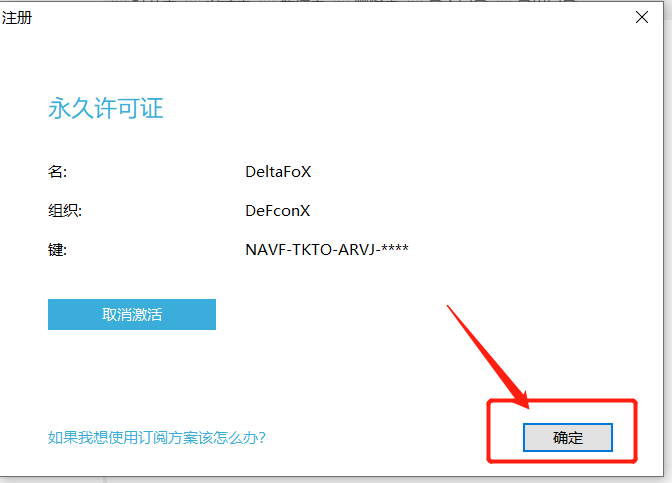 注册
永久许可证
名: DeltaFoX
组织: DeFconX
键: NAVF-TKTO-ARVJ-****
取消激活
如果我想使用订阅方案该怎么办?
确定